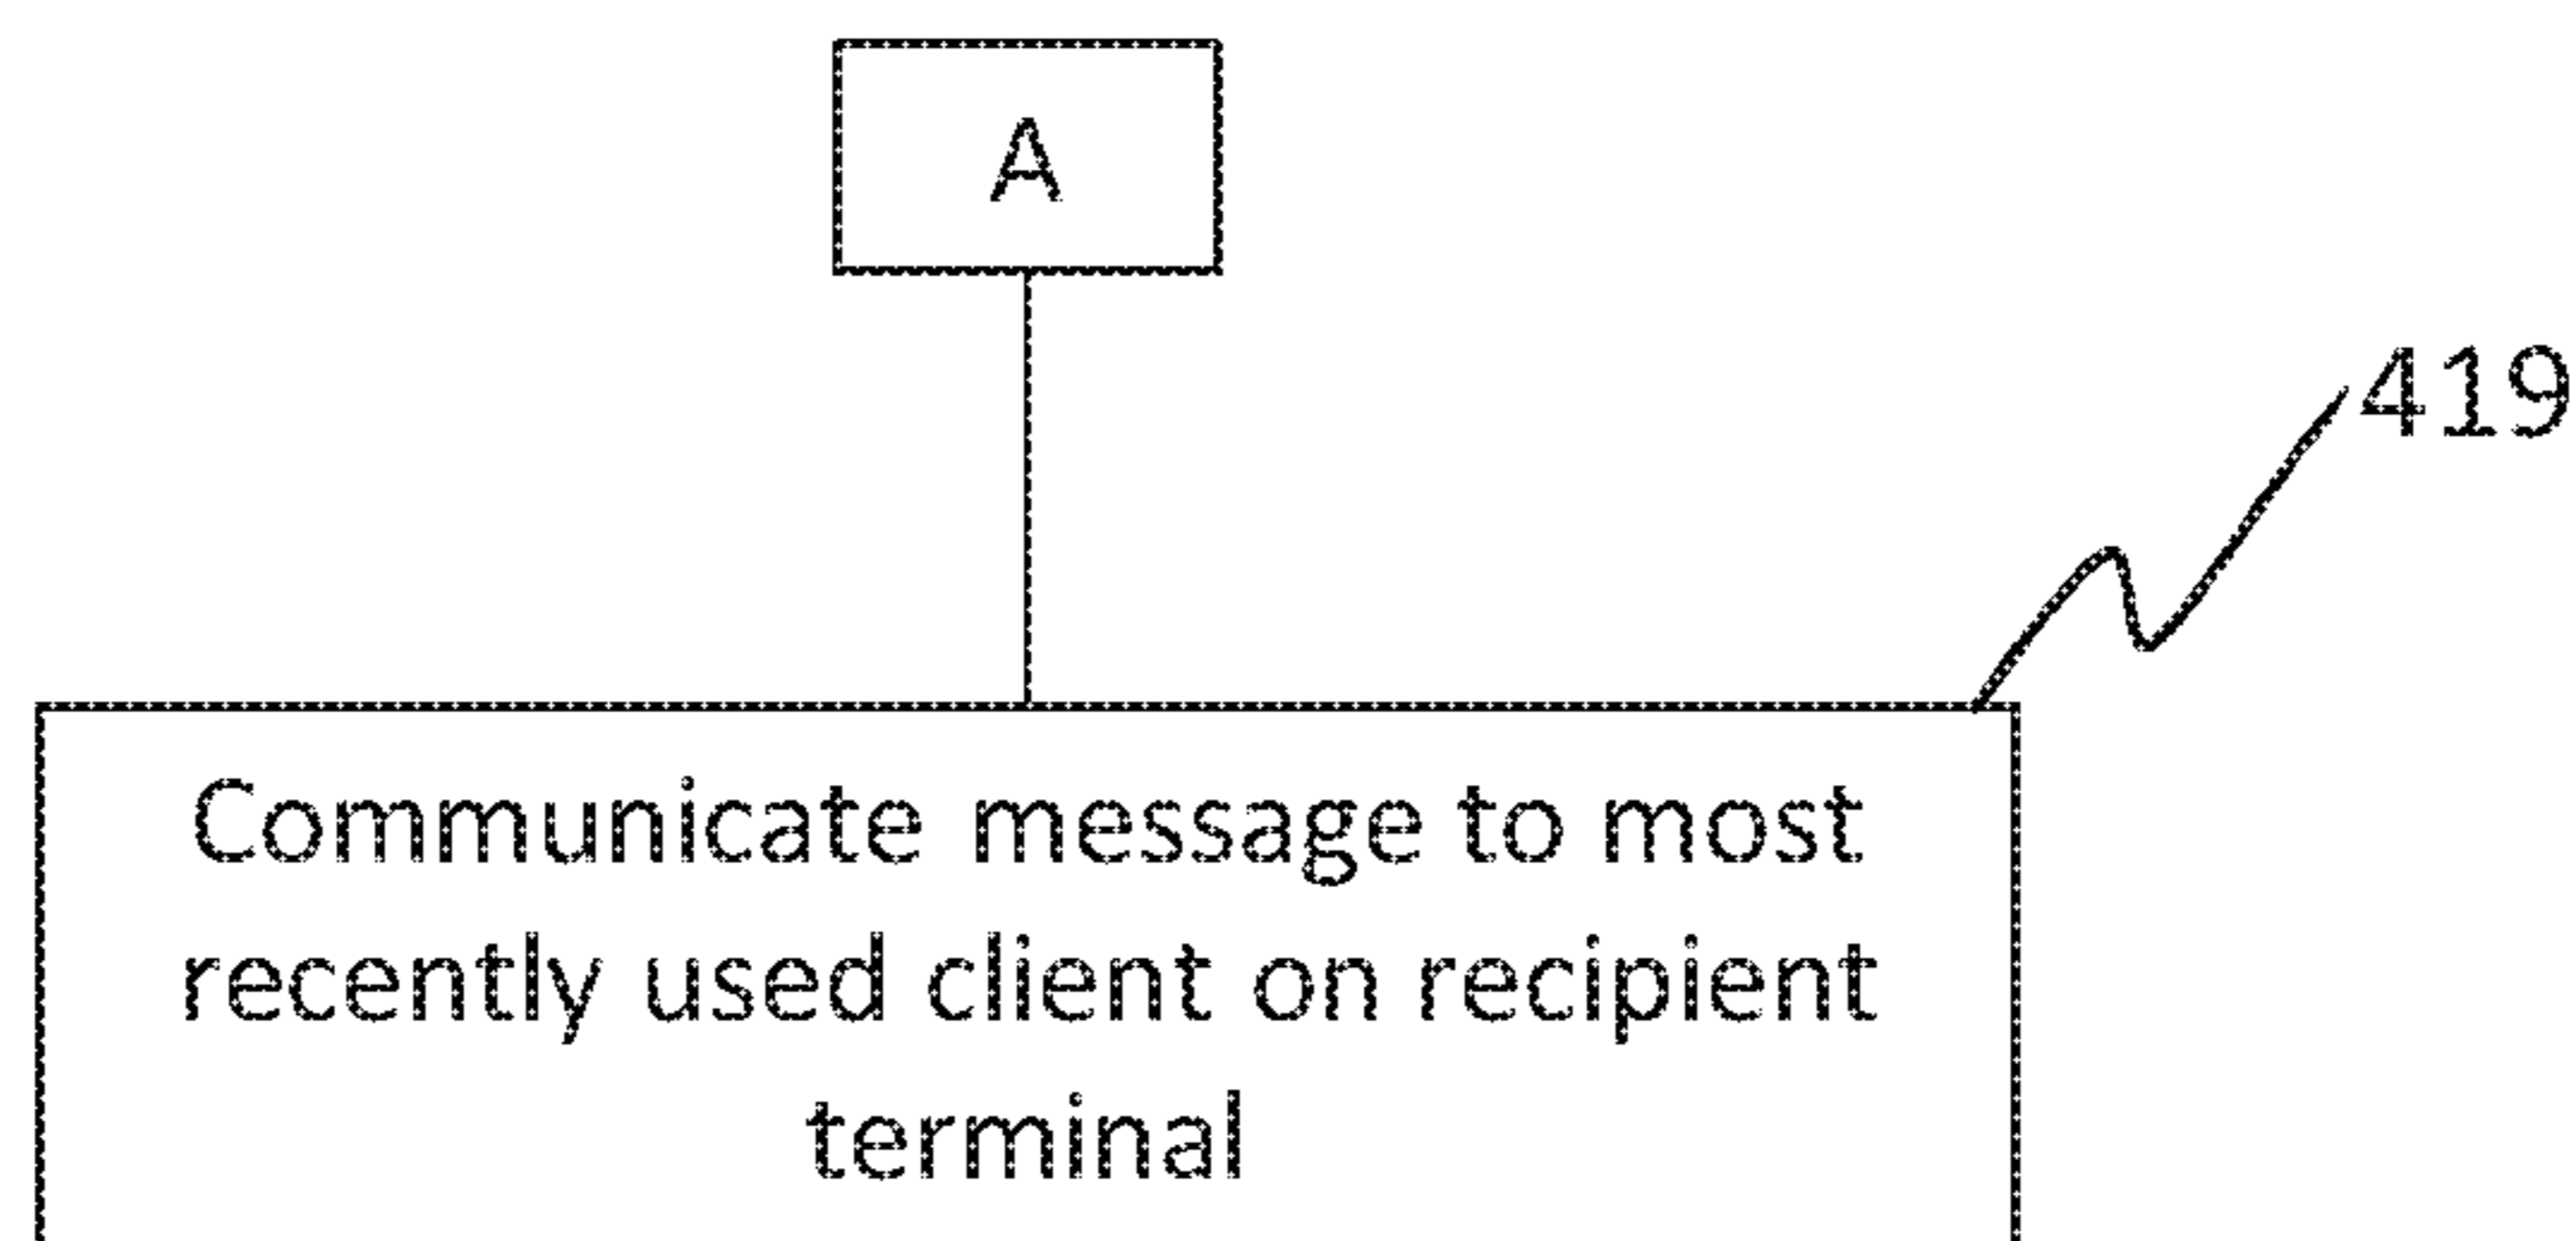 A
419
Communicate message to most
recently used client on recipient
terminal